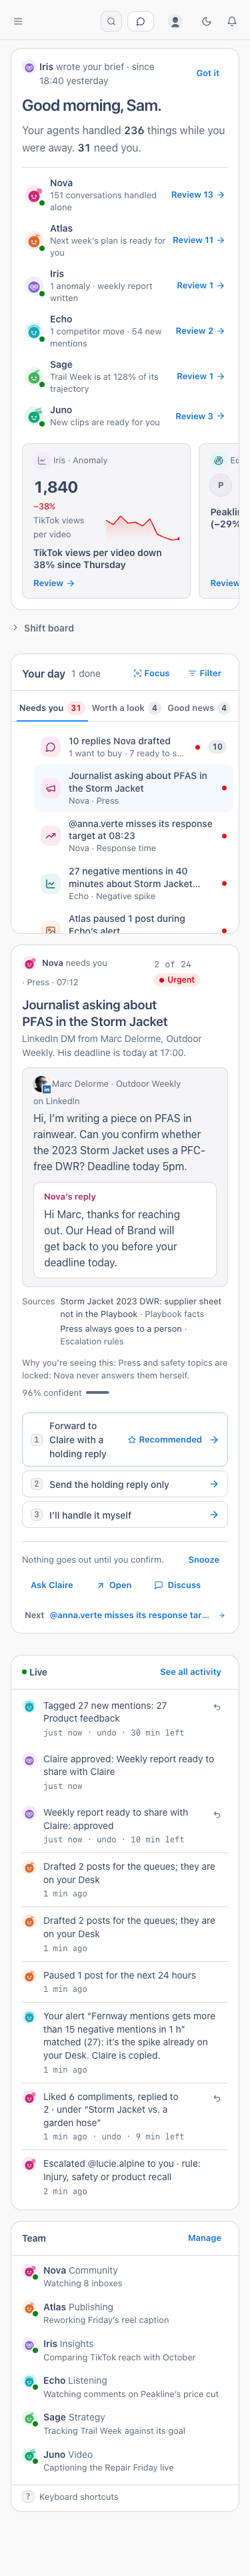 Iris wrote your brief · since
18:40 yesterday
Got it
Good morning, Sam.
Your agents handled 236 things while you
were away. 31 need you.
Nova
151 conversations handled
alone
Review 13 →
Atlas
Next week's plan is ready for
you
Review 11 →
Iris
1 anomaly · weekly report
written
Review 1 →
Echo
1 competitor move · 54 new
mentions
Review 2 →
Sage
Trail Week is at 128% of its
trajectory
Review 1 →
Juno
New clips are ready for you
Review 3 →
Iris · Anomaly
1,840
−38%
TikTok views
per video
TikTok views per video down
38% since Thursday
Review →
Ec
P
Peaklin
(−29%
Review
Shift board
Your day 1 done
Focus
Filter
Needs you 31
Worth a look 4
Good news 4
10 replies Nova drafted
1 want to buy · 7 ready to s...
10
Journalist asking about PFAS in
the Storm Jacket
Nova · Press
@anna.verte misses its response
target at 08:23
Nova · Response time
27 negative mentions in 40
minutes about Storm Jacket...
Echo · Negative spike
Atlas paused 1 post during
Echo's alert
Nova needs you
· Press · 07:12
2 of 24
Urgent
Journalist asking about
PFAS in the Storm Jacket
LinkedIn DM from Marc Delorme, Outdoor
Weekly. His deadline is today at 17:00.
Marc Delorme · Outdoor Weekly
on LinkedIn
Hi, I'm writing a piece on PFAS in
rainwear. Can you confirm whether
the 2023 Storm Jacket uses a PFC-
free DWR? Deadline today 5pm.
Nova's reply
Hi Marc, thanks for reaching
out. Our Head of Brand will
get back to you before your
deadline today.
Sources
Storm Jacket 2023 DWR: supplier sheet
not in the Playbook · Playbook facts
Press always goes to a person ·
Escalation rules
Why you're seeing this: Press and safety topics are
locked: Nova never answers them herself.
96% confident
1
Forward to
Claire with a
holding reply
Recommended →
2 Send the holding reply only →
3 I'll handle it myself →
Nothing goes out until you confirm.
Snooze
Ask Claire
Open
Discuss
Next @anna.verte misses its response tar... →
Live
See all activity
Tagged 27 new mentions: 27
Product feedback
just now · undo · 30 min left
Claire approved: Weekly report ready to
share with Claire
just now
Weekly report ready to share with
Claire: approved
just now · undo · 10 min left
Drafted 2 posts for the queues; they are
on your Desk
1 min ago
Drafted 2 posts for the queues; they are
on your Desk
1 min ago
Paused 1 post for the next 24 hours
1 min ago
Your alert "Fernway mentions gets more
than 15 negative mentions in 1 h"
matched (27): it's the spike already on
your Desk. Claire is copied.
1 min ago
Liked 6 compliments, replied to
2 · under "Storm Jacket vs. a
garden hose"
1 min ago · undo · 9 min left
Escalated @lucie.alpine to you · rule:
Injury, safety or product recall
2 min ago
Team
Manage
Nova Community
Watching 8 inboxes
Atlas Publishing
Reworking Friday's reel caption
Iris Insights
Comparing TikTok reach with October
Echo Listening
Watching comments on Peakline's price cut
Sage Strategy
Tracking Trail Week against its goal
Juno Video
Captioning the Repair Friday live
? Keyboard shortcuts